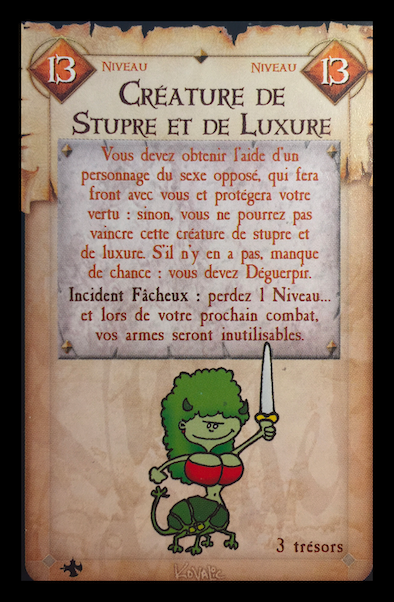 13 NIVEAU NIVEAU 13
CRÉATURE DE
STUPRE ET DE LUXURE
Vous devez obtenir l'aide d'un
personnage du sexe opposé, qui fera
front avec vous et protégera votre
vertu : sinon, vous ne pourrez pas
vaincre cette créature de stupre et
de luxure. S'il n'y en a pas, manque
de chance : vous devez Déguerpir.
Incident Fâcheux : perdez 1 Niveau...
et lors de votre prochain combat,
vos armes seront inutilisables.
3 trésors
KOVALIC